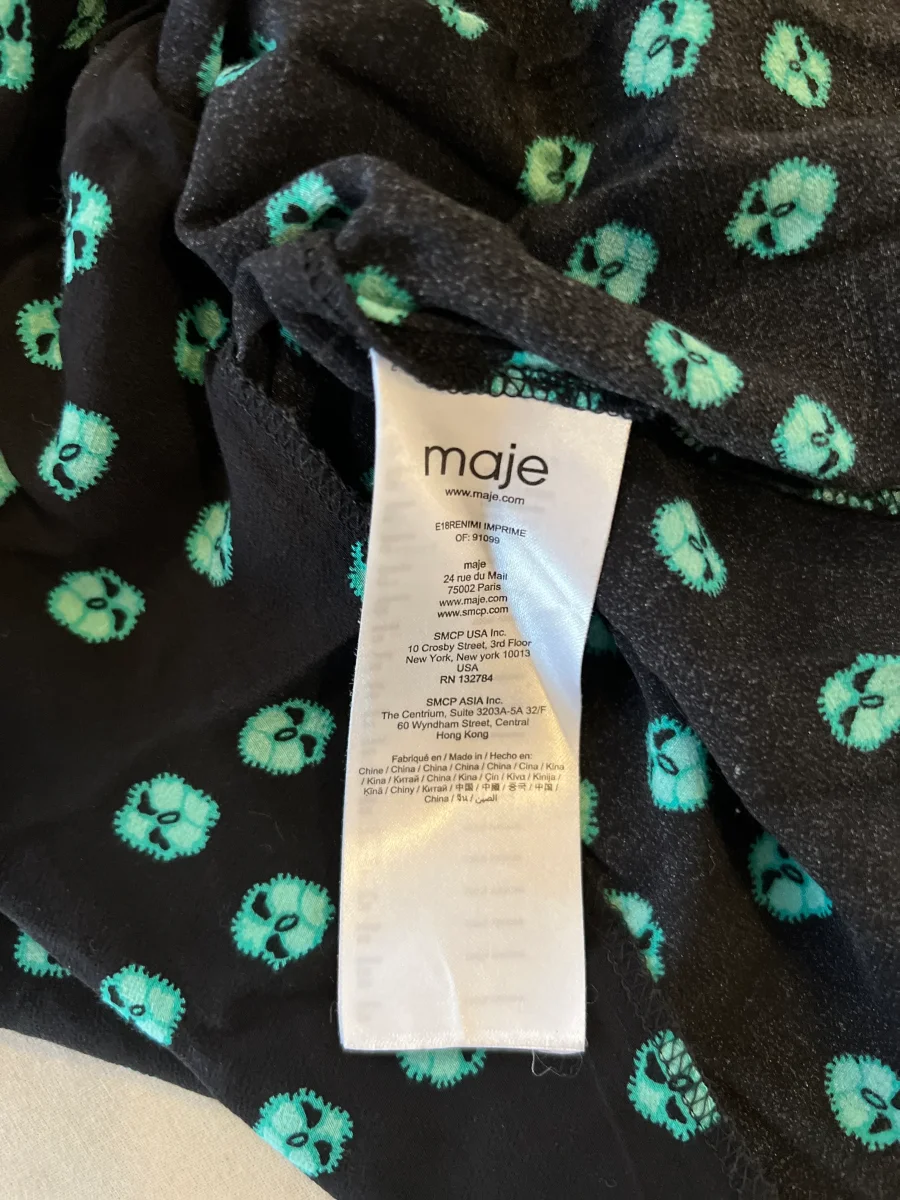 maje
www.maje.com
E18RENIMI IMPRIME
OF: 91099
maje
24 rue du Mail
75002 Paris
www.maje.com
www.smcp.com
SMCP USA Inc.
10 Crosby Street, 3rd Floor
New York, New york 10013
USA
RN 132784
SMCP ASIA Inc.
The Centrium, Suite 3203A-5A 32/F
60 Wyndham Street, Central
Hong Kong
Fabriqué en / Made in / Hecho en:
Chine / China / China / China / China / Cina / Kina
/ Kina / Китай / China / Kina / Çin / Kiva / Kinija /
Ķīnā / Chiny / Китай / 中国 / 中國 / 중국 / 中国 /
China / จีน / الصين